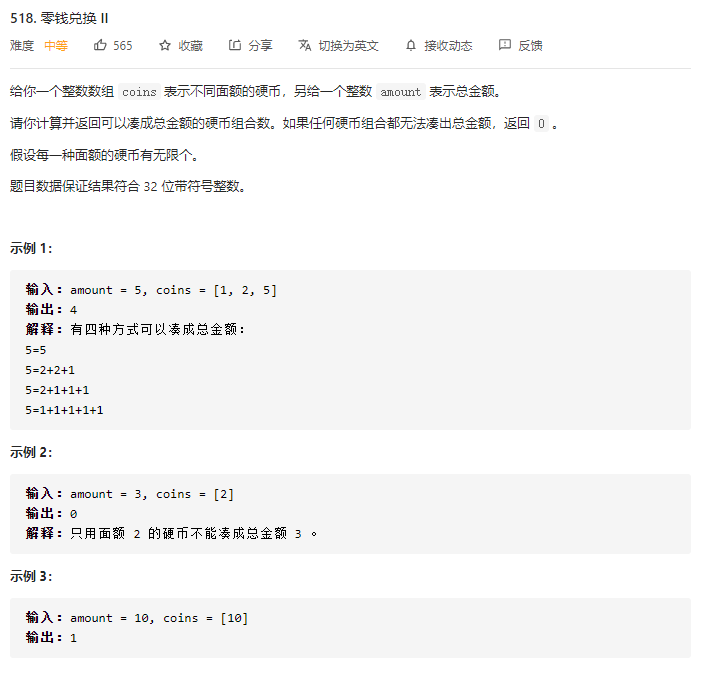 518. 零钱兑换 II
难度 中等 565 收藏 分享 切换为英文 接收动态 反馈
给你一个整数数组 coins 表示不同面额的硬币，另给一个整数 amount 表示总金额。
请你计算并返回可以凑成总金额的硬币组合数。如果任何硬币组合都无法凑出总金额，返回 0 。
假设每一种面额的硬币有无限个。
题目数据保证结果符合 32 位带符号整数。
示例 1：
输入：amount = 5, coins = [1, 2, 5]
输出：4
解释：有四种方式可以凑成总金额：
5=5
5=2+2+1
5=2+1+1+1
5=1+1+1+1+1
示例 2：
输入：amount = 3, coins = [2]
输出：0
解释：只用面额 2 的硬币不能凑成总金额 3 。
示例 3：
输入：amount = 10, coins = [10]
输出：1